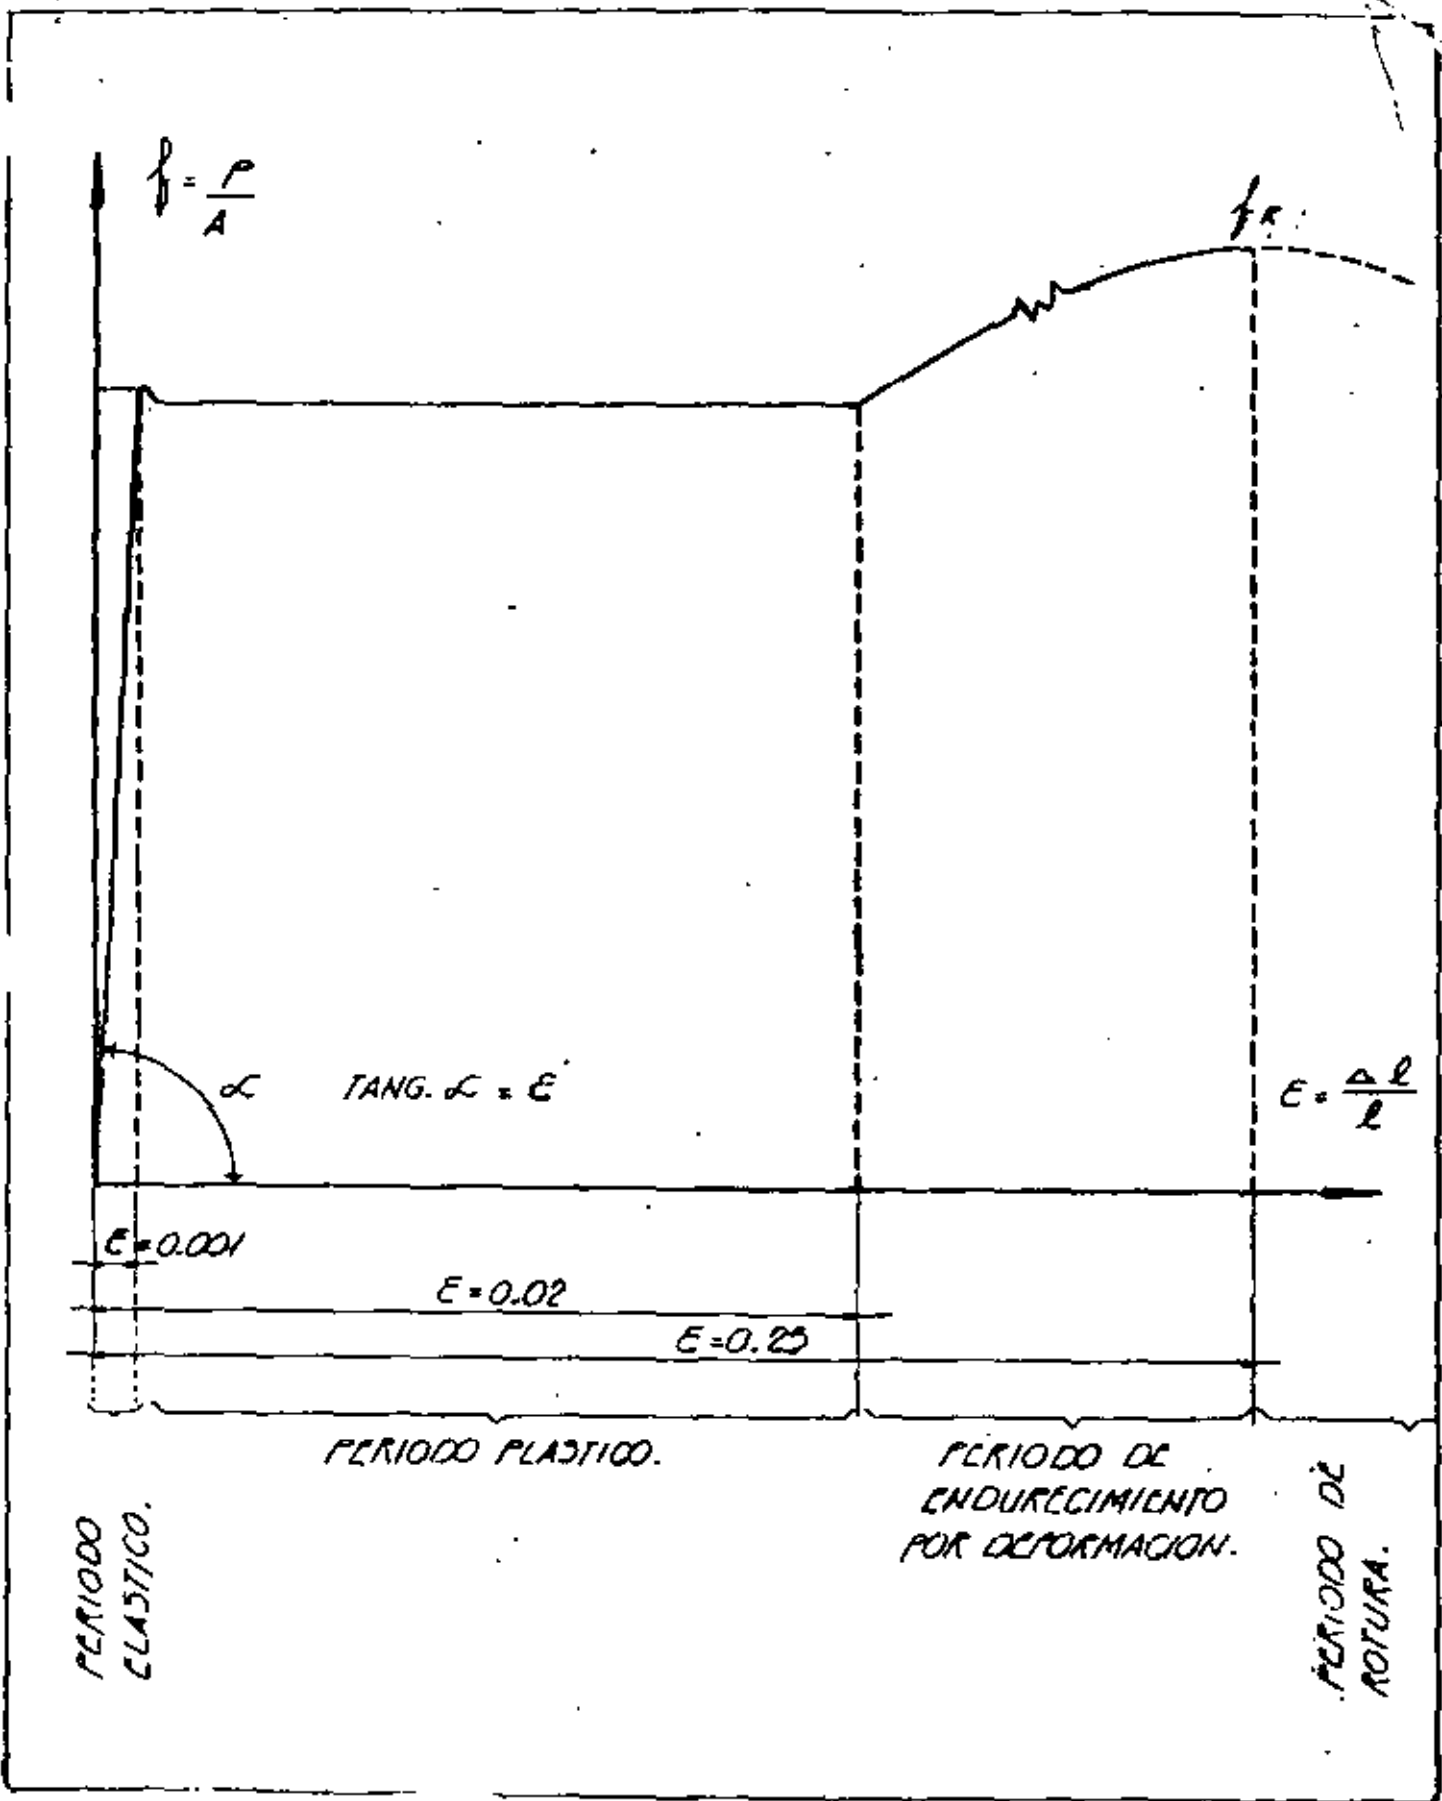 f = P
A
fR
α
TANG. α = E
E = Δl
l
E = 0.001
E = 0.02
E = 0.25
PERIODO PLASTICO.
PERIODO DE
ENDURECIMIENTO
POR DEFORMACION.
PERIODO
ELASTICO.
PERIODO DE
ROTURA.